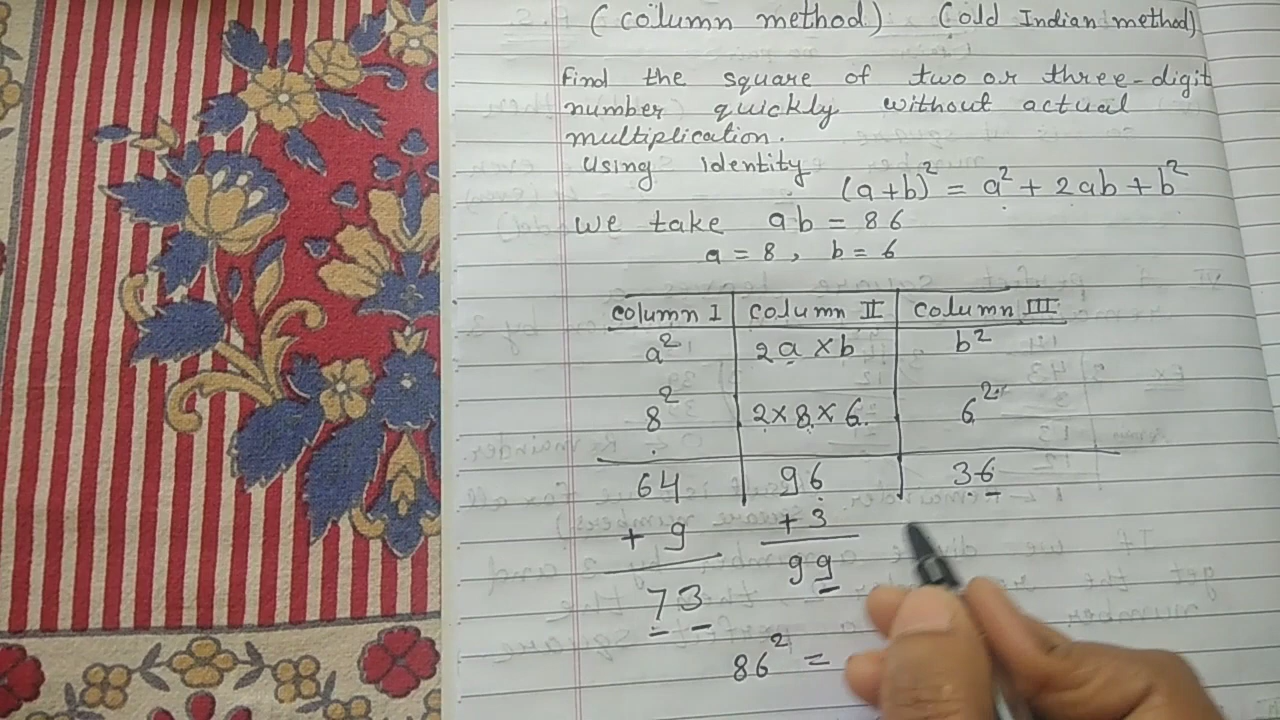 (column method) (old Indian method)
Find the square of two or three-digit
number quickly without actual
multiplication.
Using Identity
(a+b)² = a² + 2ab + b²
We take ab = 86
a = 8, b = 6
Column I Column II Column III
a² 2a × b b²
8² 2×8×6 6²
64 96 36
+ 9 + 3
73 99
86² =